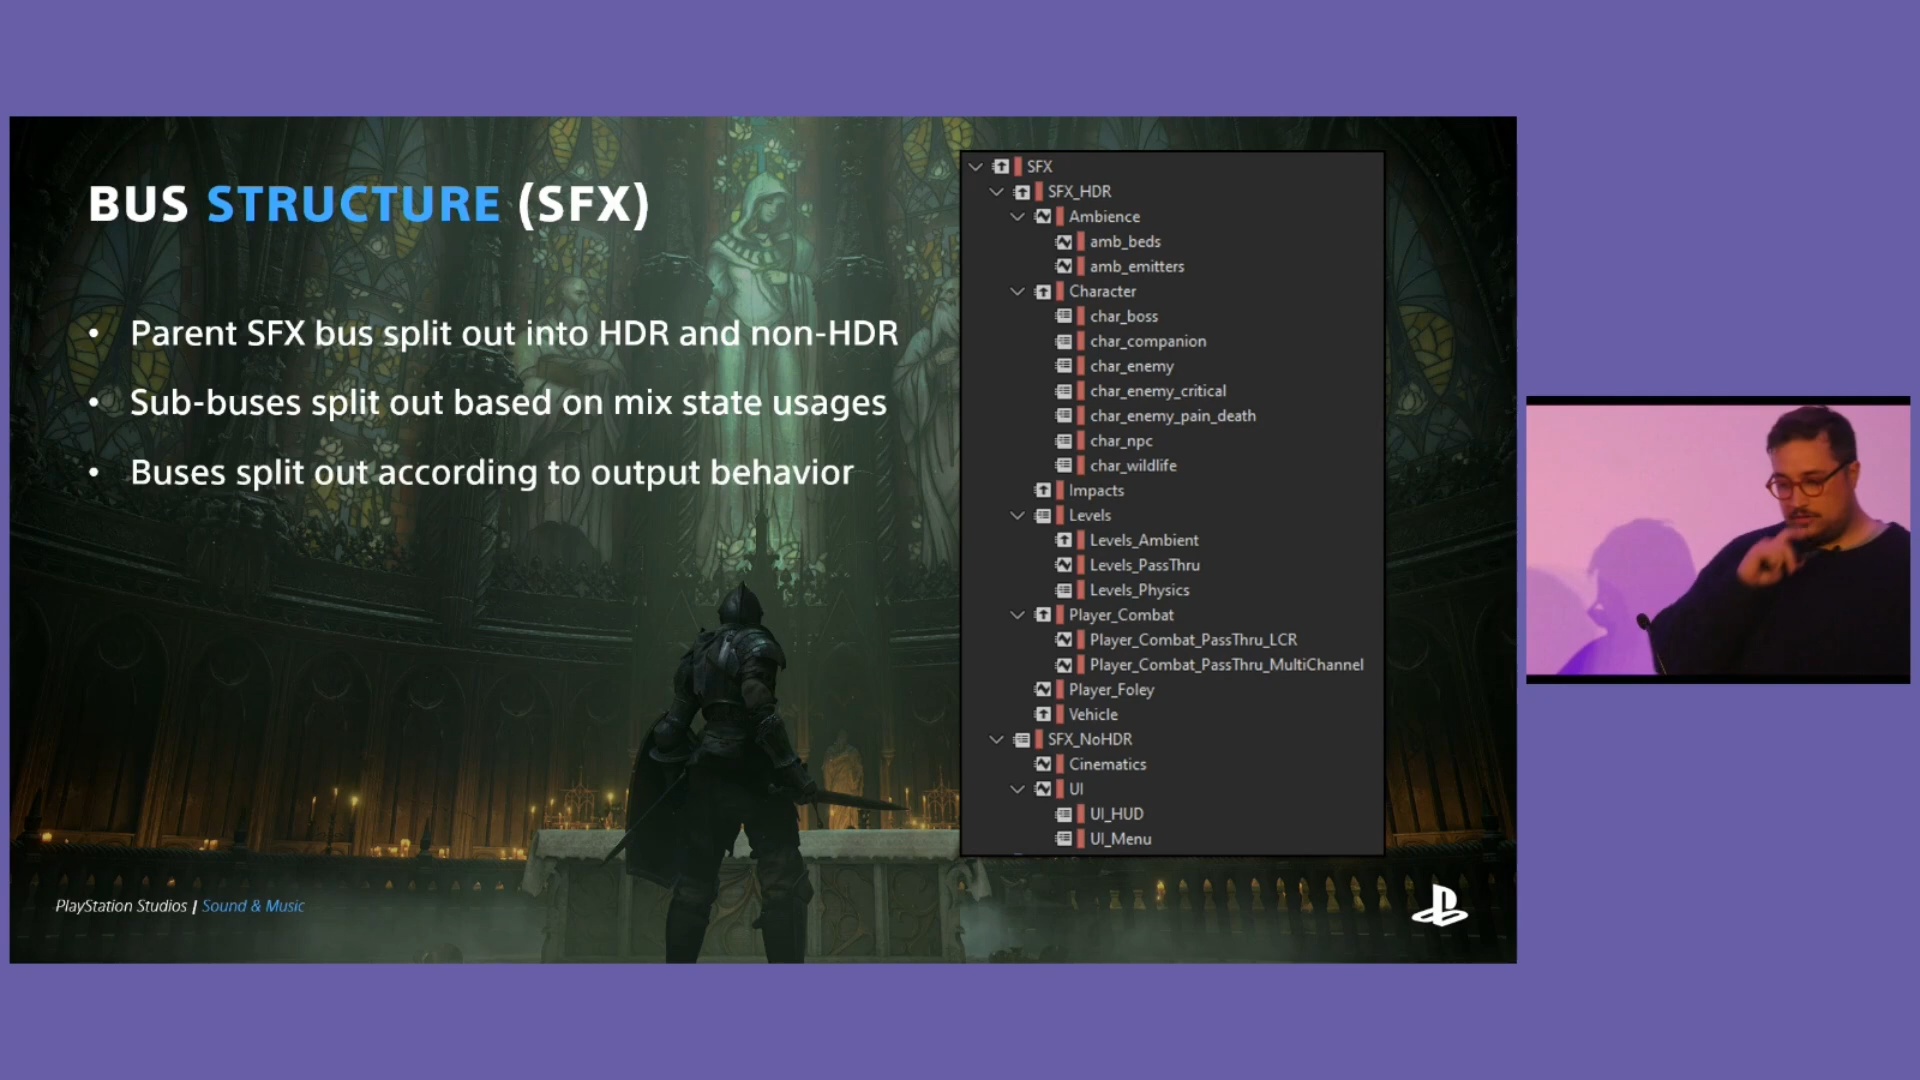 BUS STRUCTURE (SFX)
• Parent SFX bus split out into HDR and non-HDR
• Sub-buses split out based on mix state usages
• Buses split out according to output behavior
SFX
SFX_HDR
Ambience
amb_beds
amb_emitters
Character
char_boss
char_companion
char_enemy
char_enemy_critical
char_enemy_pain_death
char_npc
char_wildlife
Impacts
Levels
Levels_Ambient
Levels_PassThru
Levels_Physics
Player_Combat
Player_Combat_PassThru_LCR
Player_Combat_PassThru_MultiChannel
Player_Foley
Vehicle
SFX_NoHDR
Cinematics
UI
UI_HUD
UI_Menu
PlayStation Studios | Sound & Music